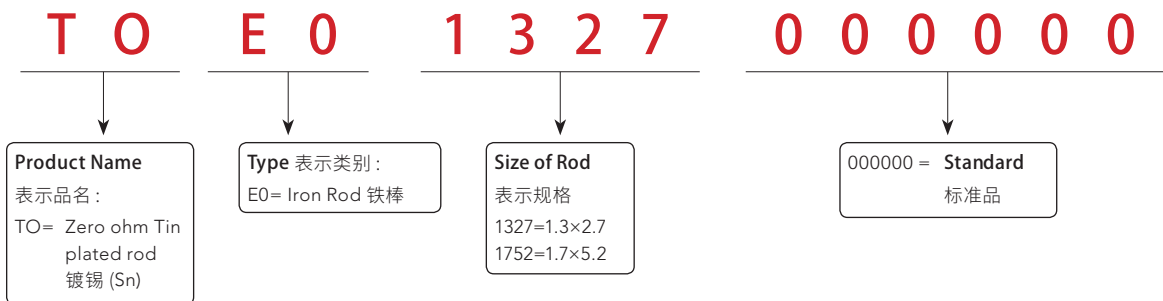 T O E 0 1 3 2 7 0 0 0 0 0 0
Product Name
表示品名 :
TO= Zero ohm Tin
plated rod
镀锡 (Sn)
Type 表示类别 :
E0= Iron Rod 铁棒
Size of Rod
表示规格
1327=1.3×2.7
1752=1.7×5.2
000000 = Standard
标准品